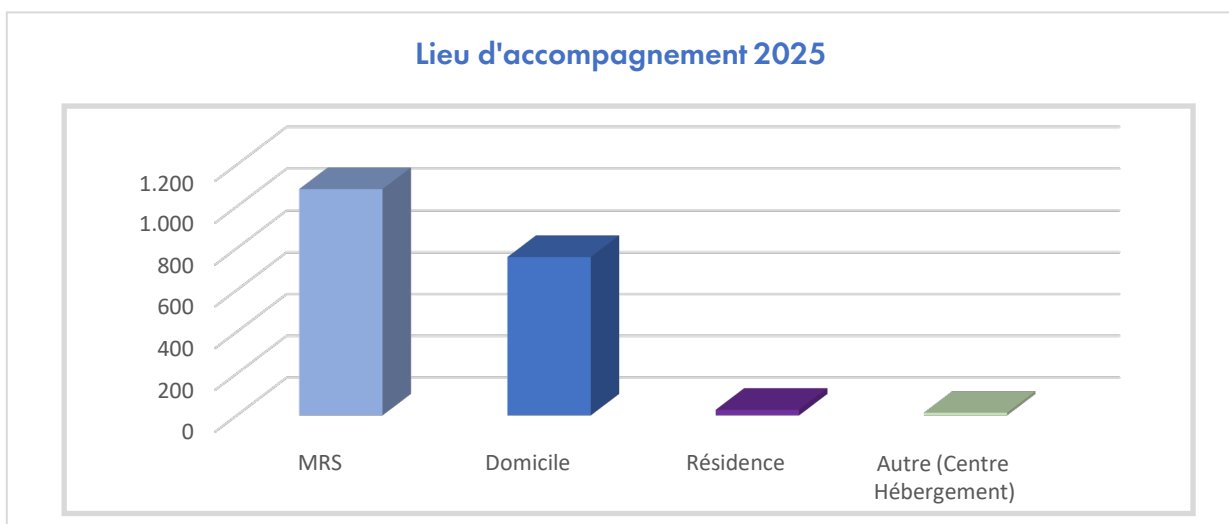 Lieu d'accompagnement 2025
1.200
1.000
800
600
400
200
0
MRS
Domicile
Résidence
Autre (Centre
Hébergement)